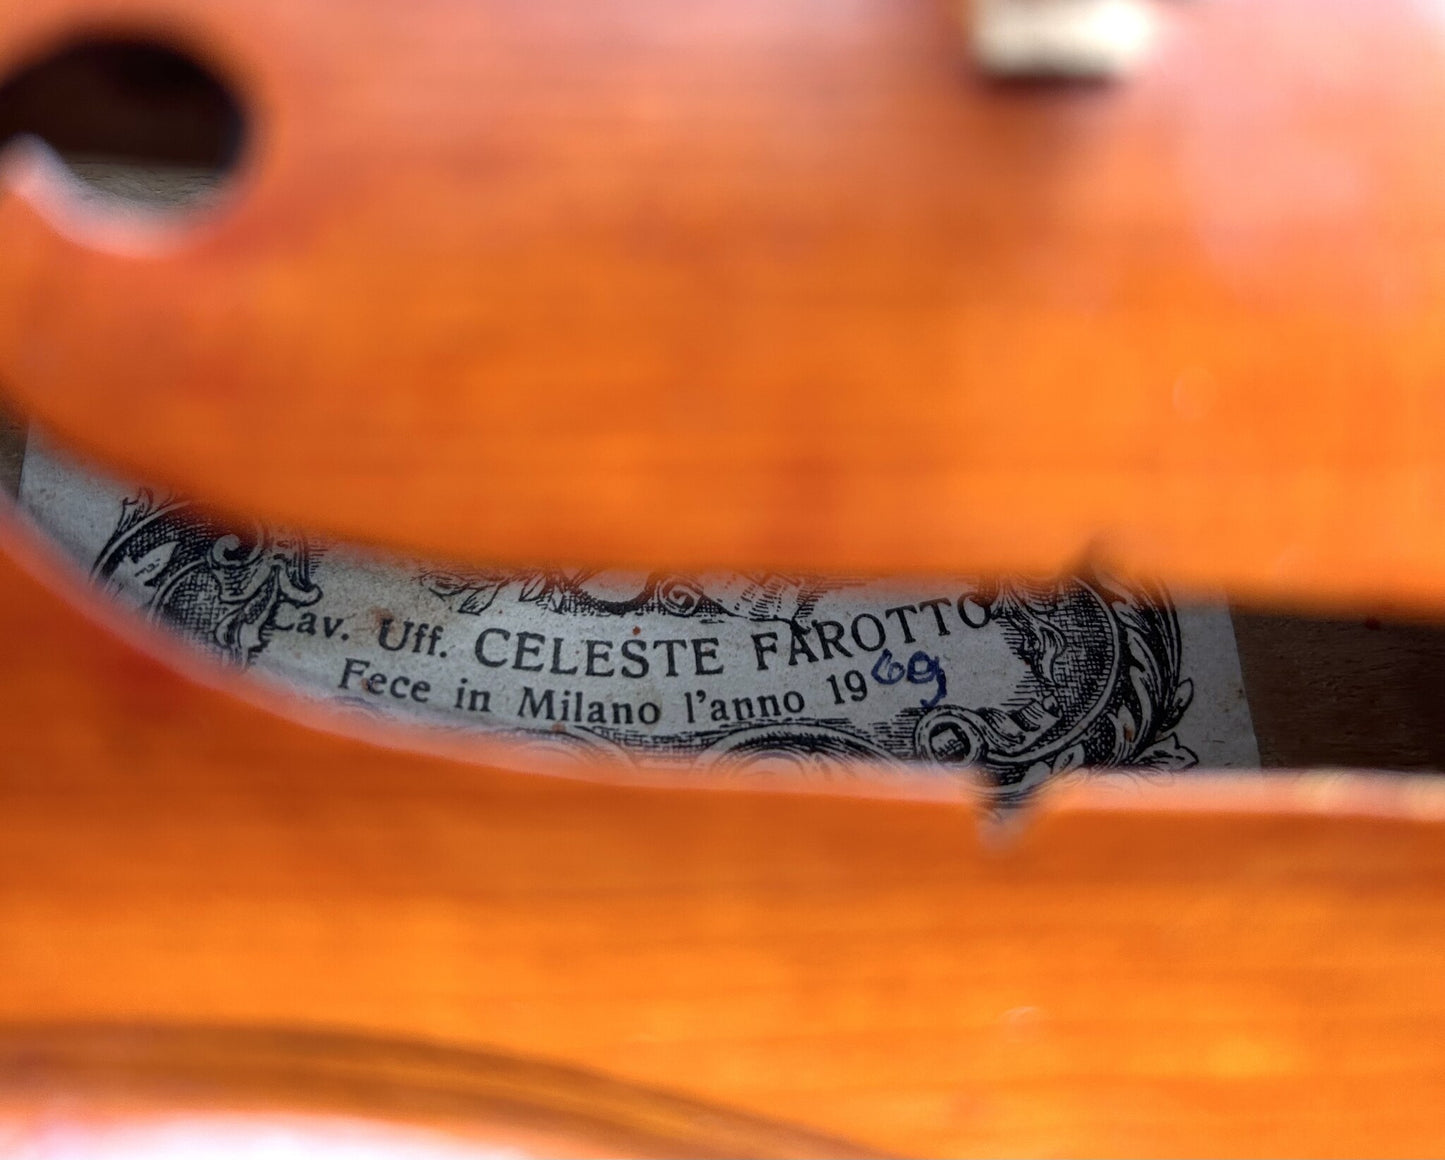 Cav. Uff. CELESTE FAROTTO
Fece in Milano l'anno 1969